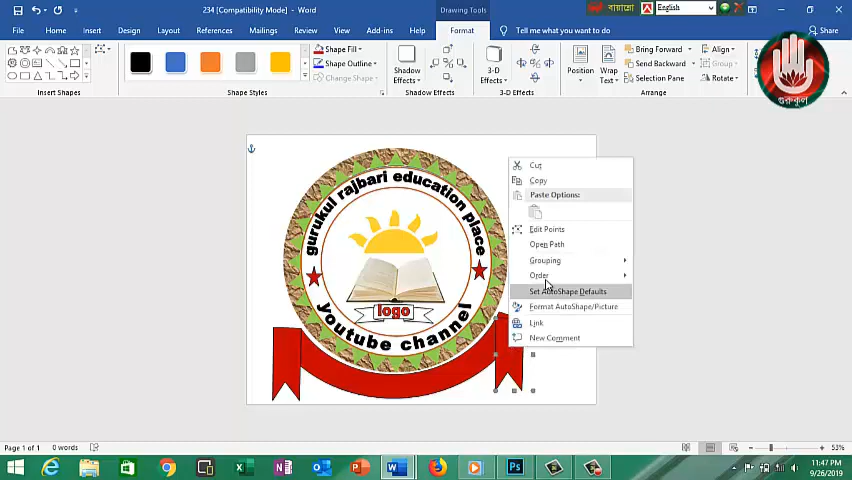 234 [Compatibility Mode] - Word
Drawing Tools
English
File Home Insert Draw Design Layout References Mailings Review View Add-ins Help Format Tell me what you want to do Share
Shape Fill
Shape Outline
Change Shape
Shadow Effects
3-D Effects
Position
Wrap Text
Bring Forward
Send Backward
Selection Pane
Align
Group
Rotate
Insert Shapes
Shape Styles
Shadow Effects
3-D Effects
Arrange
গুরুকুল
gurukul rajbari education place
logo
youtube channel
Cut
Copy
Paste Options:
Edit Points
Open Path
Grouping
Order
Set AutoShape Defaults
Format AutoShape/Picture
Link
New Comment
Page 1 of 1 0 words
53%
11:47 PM
9/26/2019